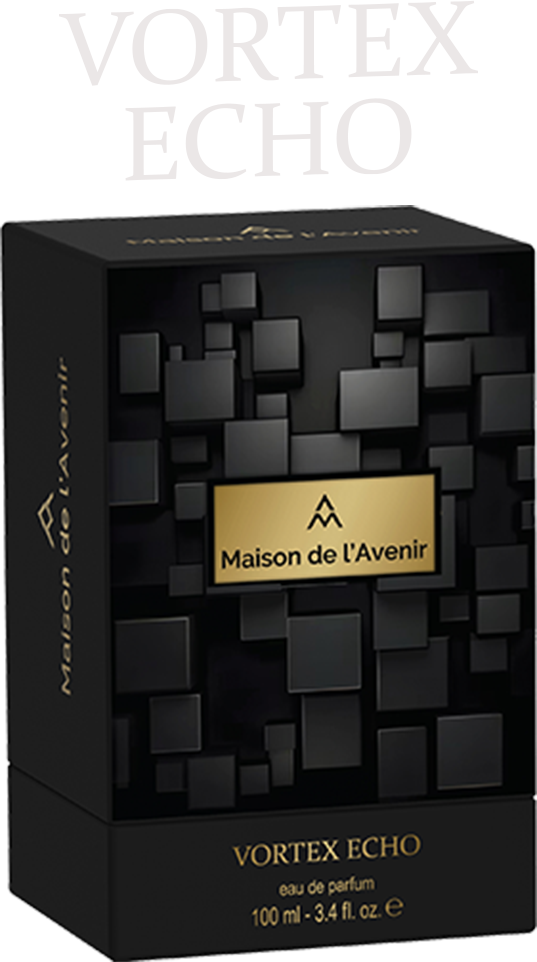 VORTEX
ECHO
Maison de l'Avenir
Maison de l'Avenir
Maison de l'Avenir
VORTEX ECHO
eau de parfum
100 ml - 3.4 fl. oz. ℮